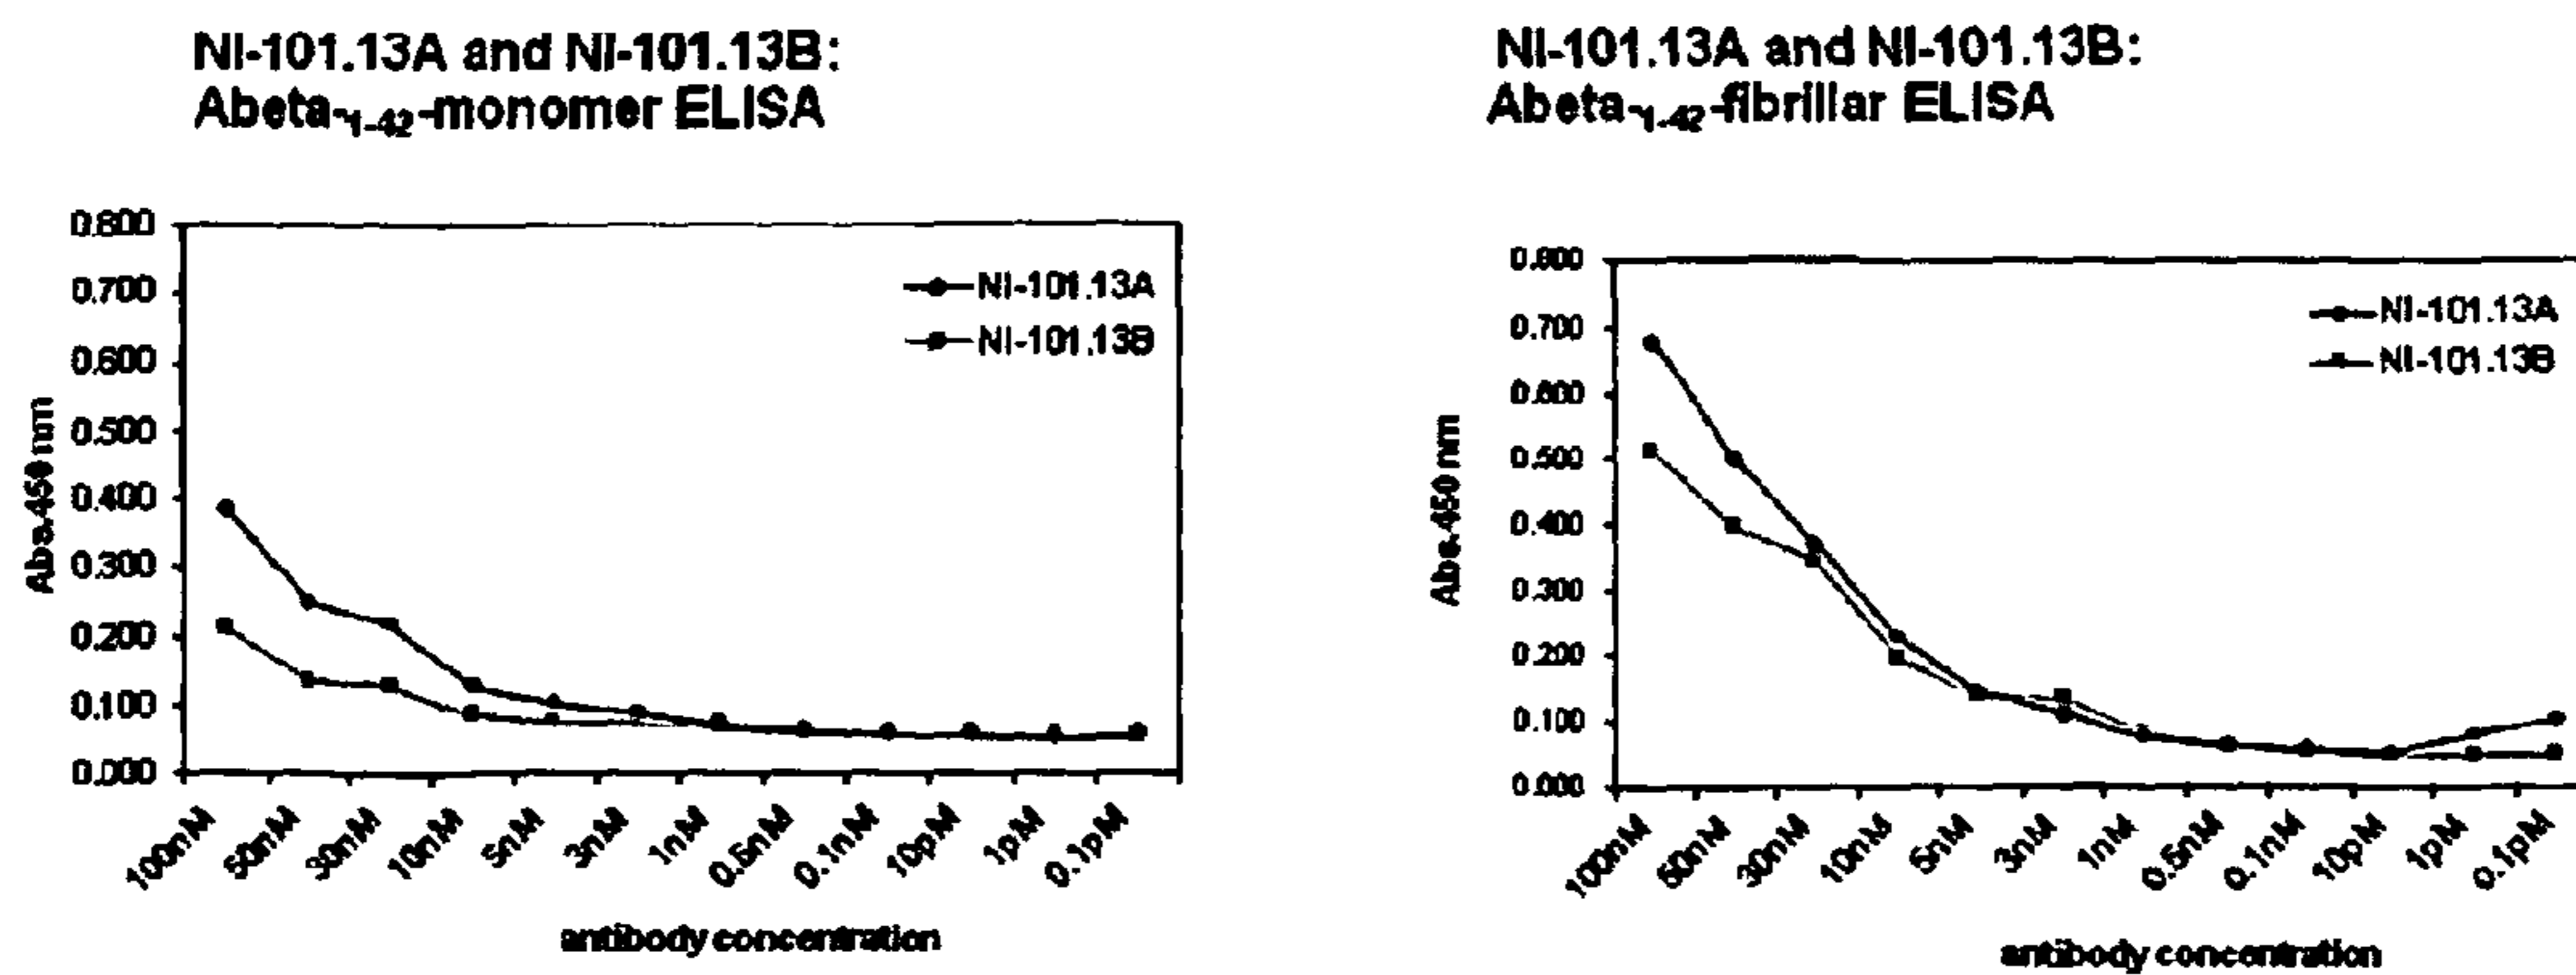 NI-101.13A and NI-101.13B:
Abeta-1-42-monomer ELISA
0.800
0.700
0.600
0.500
0.400
0.300
0.200
0.100
0.000
Abs.450 nm
NI-101.13A
NI-101.13B
100nM
50nM
30nM
10nM
5nM
3nM
1nM
0.5nM
0.1nM
10pM
1pM
0.1pM
antibody concentration
NI-101.13A and NI-101.13B:
Abeta-1-42-fibrillar ELISA
0.800
0.700
0.600
0.500
0.400
0.300
0.200
0.100
0.000
Abs.450 nm
NI-101.13A
NI-101.13B
100nM
50nM
30nM
10nM
5nM
3nM
1nM
0.5nM
0.1nM
10pM
1pM
0.1pM
antibody concentration